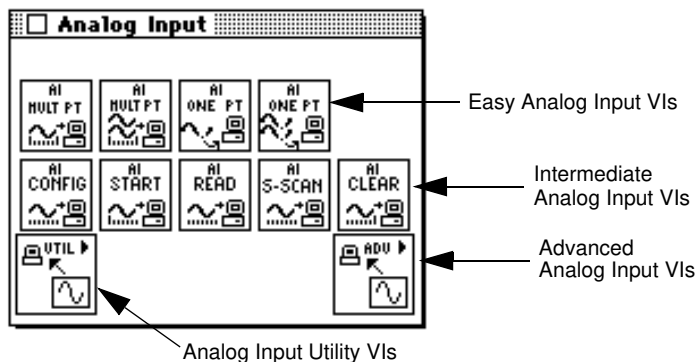 Analog Input
AI MULT PT
AI MULT PT
AI ONE PT
AI ONE PT
Easy Analog Input VIs
AI CONFIG
AI START
AI READ
AI S-SCAN
AI CLEAR
Intermediate
Analog Input VIs
UTIL
ADV
Advanced
Analog Input VIs
Analog Input Utility VIs